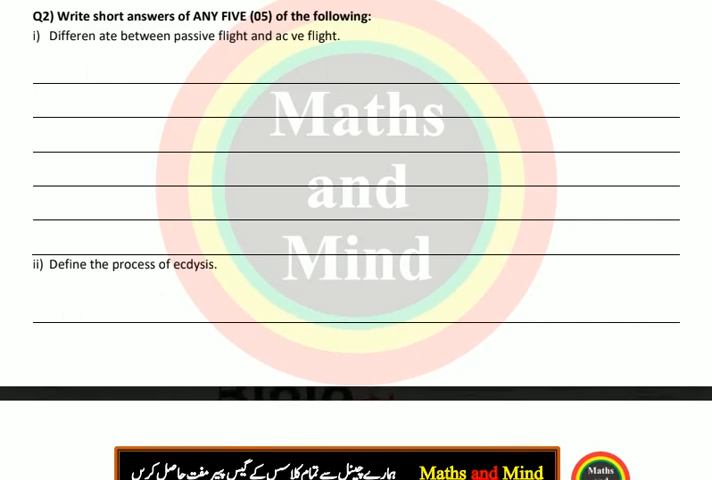 Q2) Write short answers of ANY FIVE (05) of the following:
i) Differen ate between passive flight and ac ve flight.
Maths
and
Mind
ii) Define the process of ecdysis.
Maths and Mind ہمارے چینل سے تمام کلاسس کے گیس پیپر مفت حاصل کریں
Maths
and